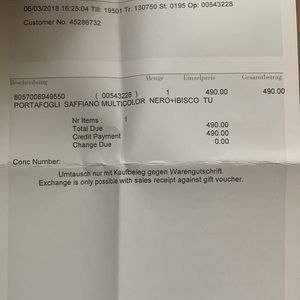 06/03/2018 16:25:04 Till: 19501 Tr: 130750 St: 0195 Op: 00543228
Customer No. 45286732
Beschreibung Menge Einzelpreis Gesamtbetrag
8057008949550 ( 00543228 ) 1 490.00 490.00
PORTAFOGLI SAFFIANO MULTICOLOR NERO+IBISCO TU
Nr Items : 1
Total Due 490.00
Credit Payment 490.00
Change Due 0.00
Conc Number:
Umtausch nur mit Kaufbeleg gegen Warengutschrift.
Exchange is only possible with sales receipt against gift voucher.